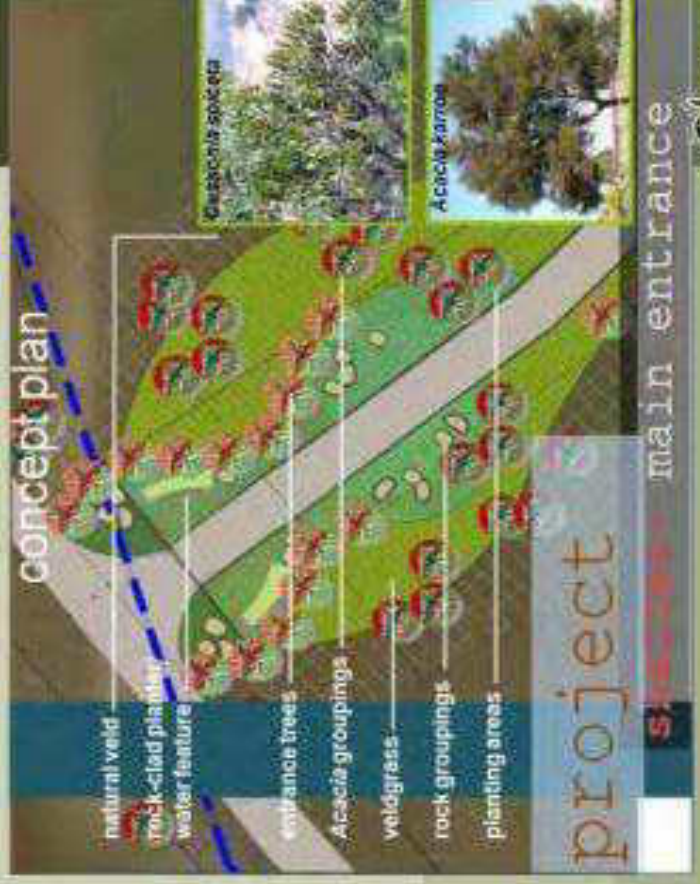 concept plan
natural veld
rock-clad planter
water feature
entrance trees
Acacia groupings
veldgrass
rock groupings
planting areas
Acacia karroo
project
main entrance